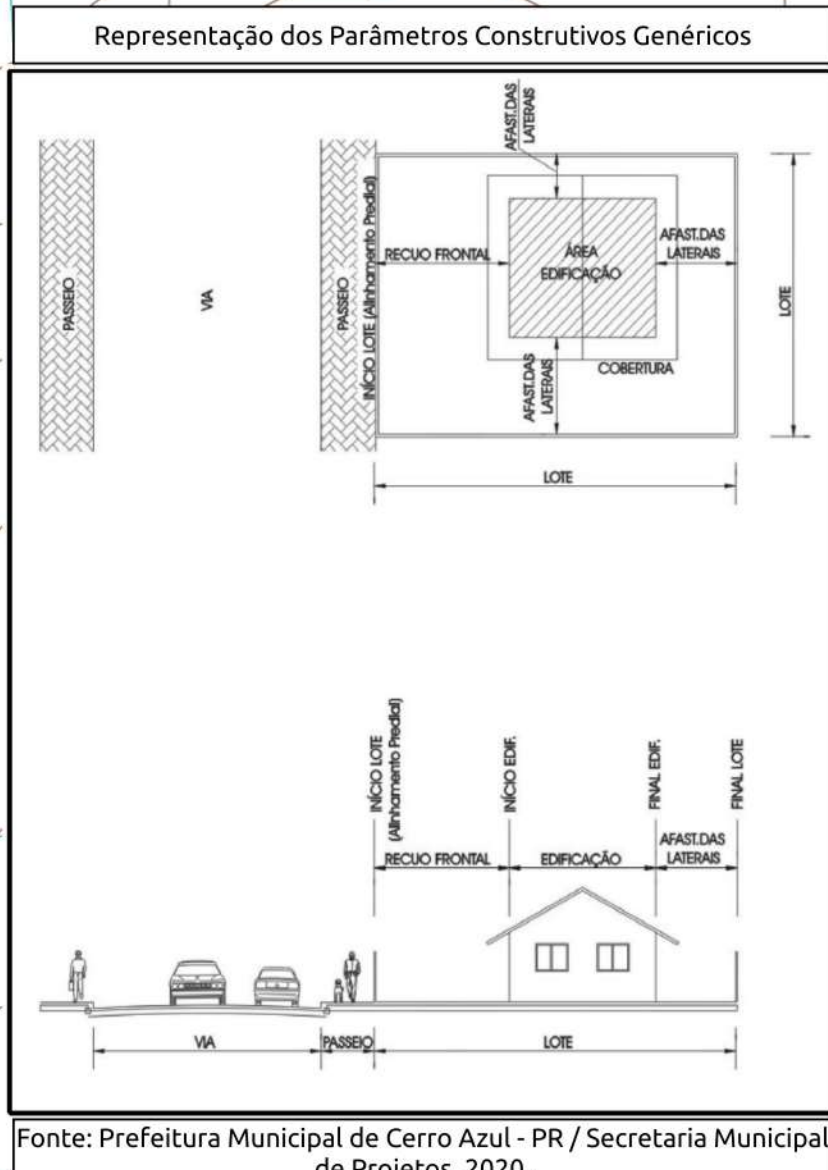 Representação dos Parâmetros Construtivos Genéricos
AFAST.DAS
LATERAIS
PASSEIO
VIA
PASSEIO
INÍCIO LOTE (Alinhamento Predial)
RECUO FRONTAL
ÁREA
EDIFICAÇÃO
AFAST.DAS
LATERAIS
LOTE
AFAST.DAS
LATERAIS
COBERTURA
LOTE
INÍCIO LOTE
(Alinhamento Predial)
INÍCIO EDIF.
FINAL EDIF.
FINAL LOTE
RECUO FRONTAL
EDIFICAÇÃO
AFAST.DAS
LATERAIS
VIA
PASSEIO
LOTE
Fonte: Prefeitura Municipal de Cerro Azul - PR / Secretaria Municipal
de Projetos, 2020.